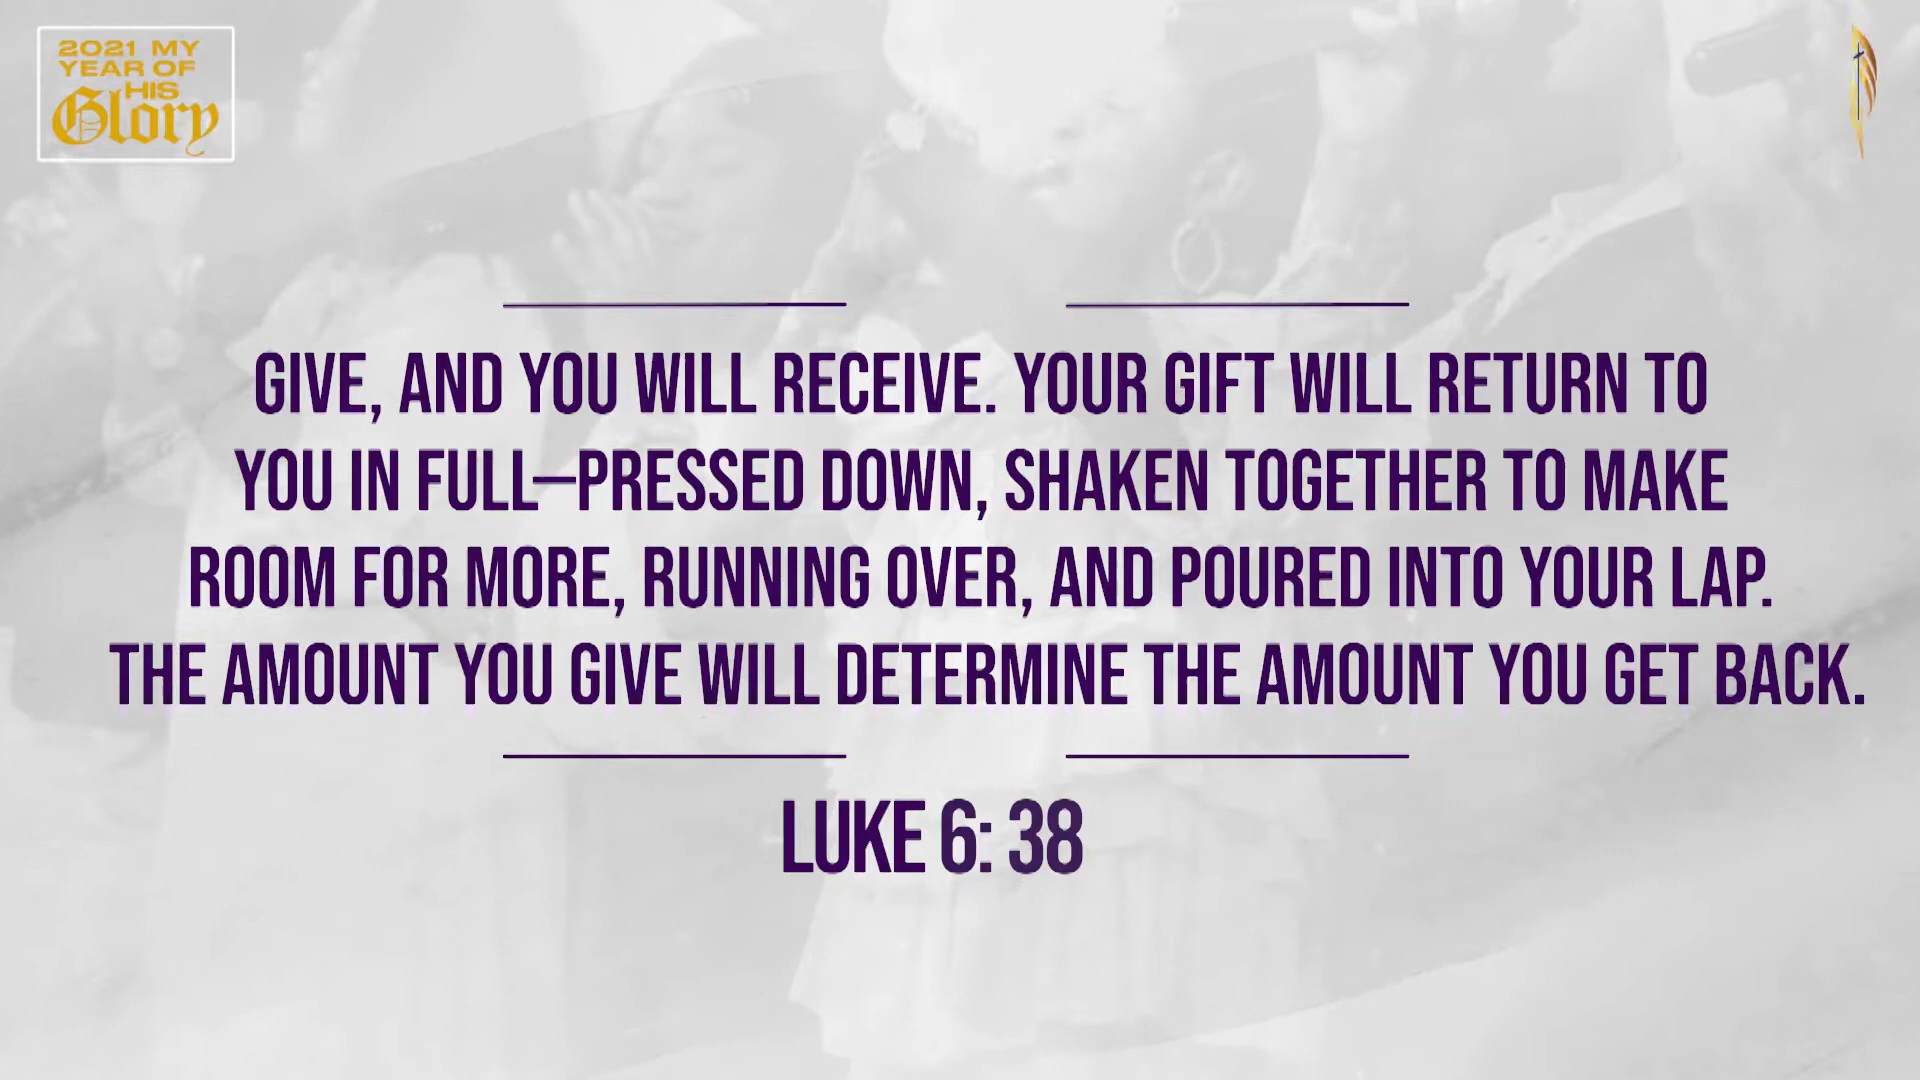 2021 MY
YEAR OF
HIS
Glory
GIVE, AND YOU WILL RECEIVE. YOUR GIFT WILL RETURN TO
YOU IN FULL—PRESSED DOWN, SHAKEN TOGETHER TO MAKE
ROOM FOR MORE, RUNNING OVER, AND POURED INTO YOUR LAP.
THE AMOUNT YOU GIVE WILL DETERMINE THE AMOUNT YOU GET BACK.
LUKE 6: 38